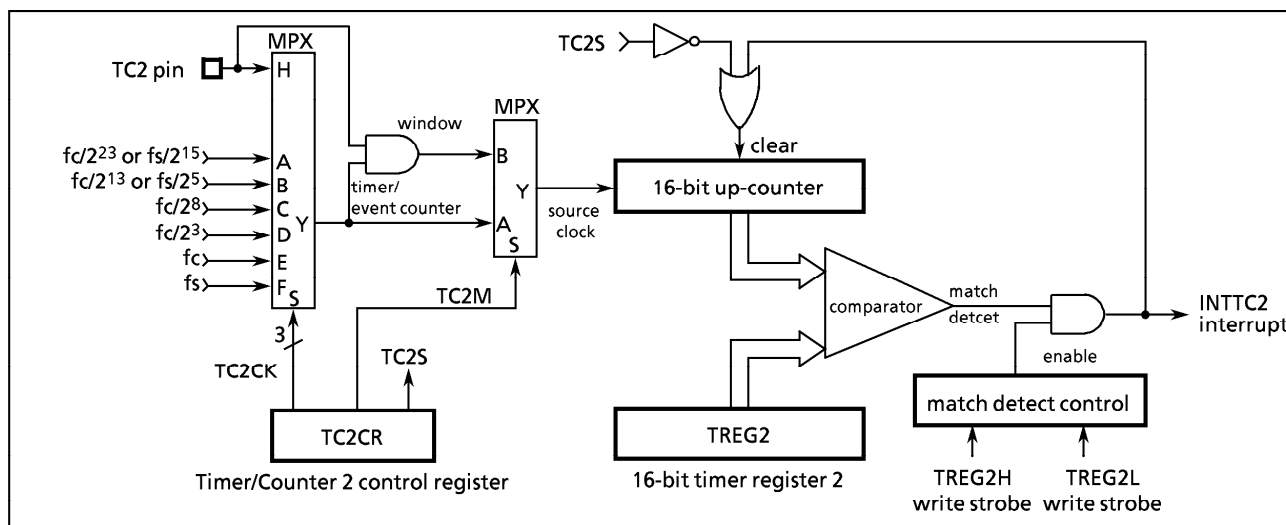 MPX
TC2 pin
H
TC2S
MPX
window
clear
fc/2²³ or fs/2¹⁵
A
B
fc/2¹³ or fs/2⁵
B
timer/
event counter
Y
16-bit up-counter
fc/2⁸
C
Y
source
clock
fc/2³
D
A
fc
E
S
fs
F
S
TC2M
comparator
match
detcet
INTTC2
interrupt
3
TC2CK
TC2S
enable
match detect control
TC2CR
TREG2
Timer/Counter 2 control register
16-bit timer register 2
TREG2H
write strobe
TREG2L
write strobe